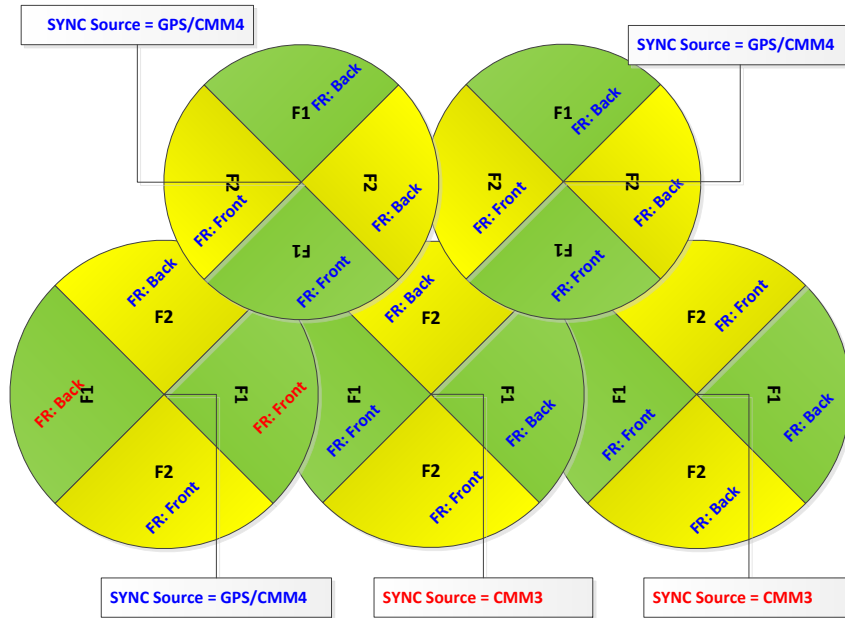 SYNC Source = GPS/CMM4
SYNC Source = GPS/CMM4
F1
FR: Back
F2
FR: Front
F2
FR: Back
F1
FR: Front
F1
FR: Back
F2
FR: Front
F2
FR: Back
F1
FR: Front
FR: Back
F2
F1
FR: Back
F1
FR: Front
F2
FR: Front
FR: Back
F2
F1
FR: Front
F1
FR: Back
F2
FR: Front
F2
FR: Front
F1
FR: Front
F1
FR: Back
F2
FR: Back
SYNC Source = GPS/CMM4
SYNC Source = CMM3
SYNC Source = CMM3